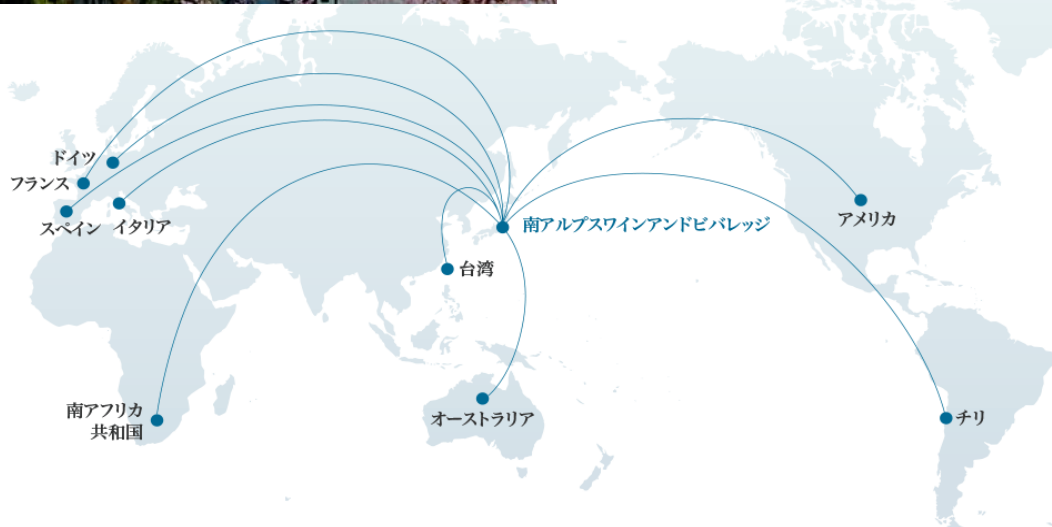 ドイツ
フランス
スペイン
イタリア
南アルプスワインアンドビバレッジ
アメリカ
台湾
南アフリカ
共和国
オーストラリア
チリ